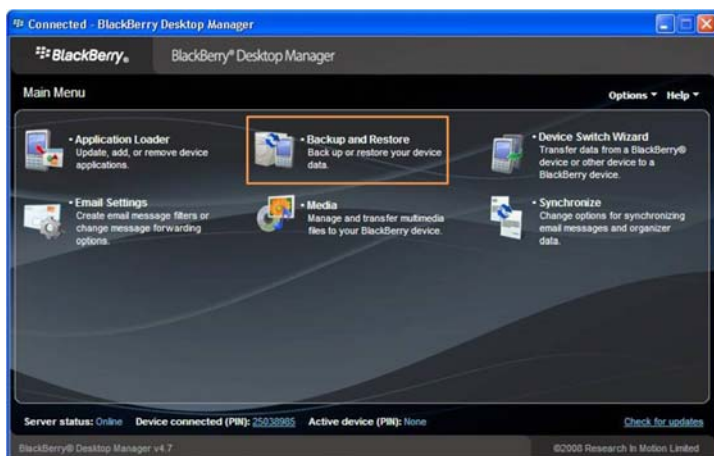 Connected - BlackBerry Desktop Manager
BlackBerry® BlackBerry® Desktop Manager
Main Menu
Options Help
Application Loader
Update, add, or remove device
applications.
Backup and Restore
Back up or restore your device
data.
Device Switch Wizard
Transfer data from a BlackBerry®
device or other device to a
BlackBerry device.
Email Settings
Create email message filters or
change message forwarding
options.
Media
Manage and transfer multimedia
files to your BlackBerry device.
Synchronize
Change options for synchronizing
email messages and organizer
data.
Server status: Online Device connected (PIN): 25038985 Active device (PIN): None Check for updates
BlackBerry® Desktop Manager v4.7 ©2008 Research In Motion Limited